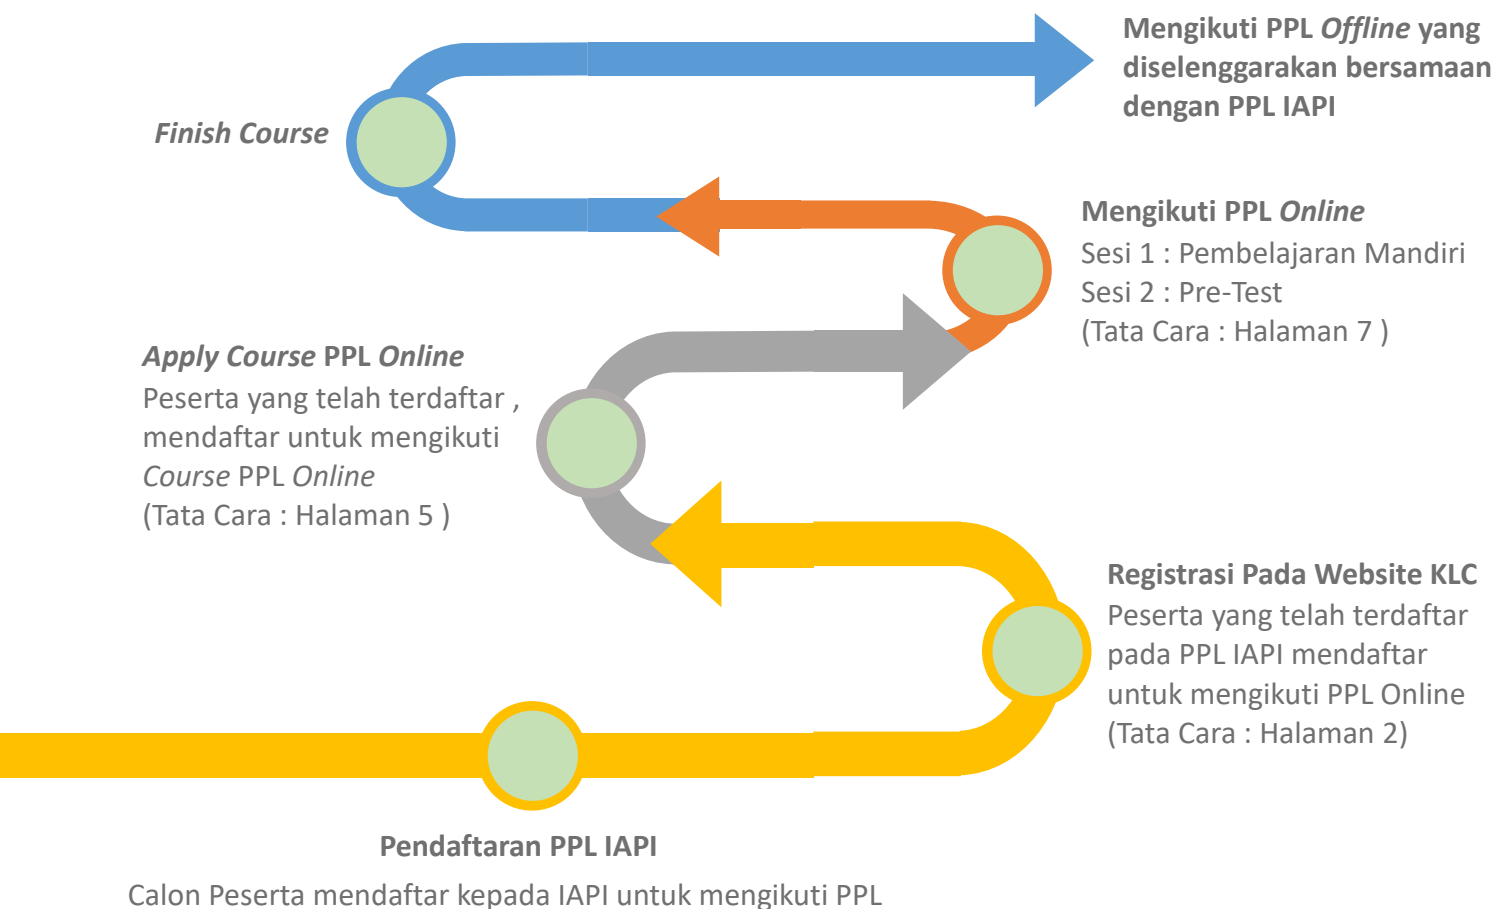 Mengikuti PPL Offline yang
diselenggarakan bersamaan
dengan PPL IAPI
Finish Course
Mengikuti PPL Online
Sesi 1 : Pembelajaran Mandiri
Sesi 2 : Pre-Test
(Tata Cara : Halaman 7 )
Apply Course PPL Online
Peserta yang telah terdaftar ,
mendaftar untuk mengikuti
Course PPL Online
(Tata Cara : Halaman 5 )
Registrasi Pada Website KLC
Peserta yang telah terdaftar
pada PPL IAPI mendaftar
untuk mengikuti PPL Online
(Tata Cara : Halaman 2)
Pendaftaran PPL IAPI
Calon Peserta mendaftar kepada IAPI untuk mengikuti PPL